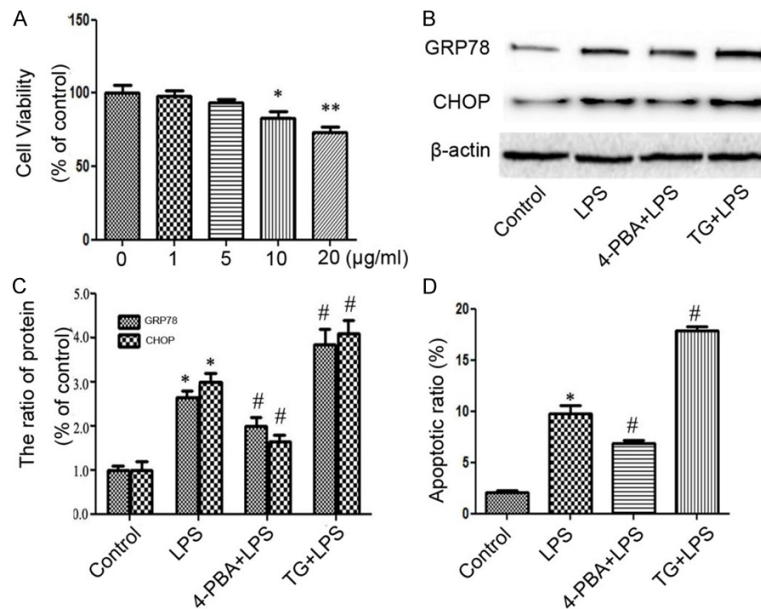 A
Cell Viability
(% of control)
150
100
50
0
*
**
0 1 5 10 20 (μg/ml)
B
GRP78
CHOP
β-actin
Control
LPS
4-PBA+LPS
TG+LPS
C
The ratio of protein
(% of control)
5.0
4.0
3.0
2.0
1.0
0.0
GRP78
CHOP
* *
# #
# #
Control
LPS
4-PBA+LPS
TG+LPS
D
Apoptotic ratio (%)
20
15
10
5
0
*
#
#
Control
LPS
4-PBA+LPS
TG+LPS